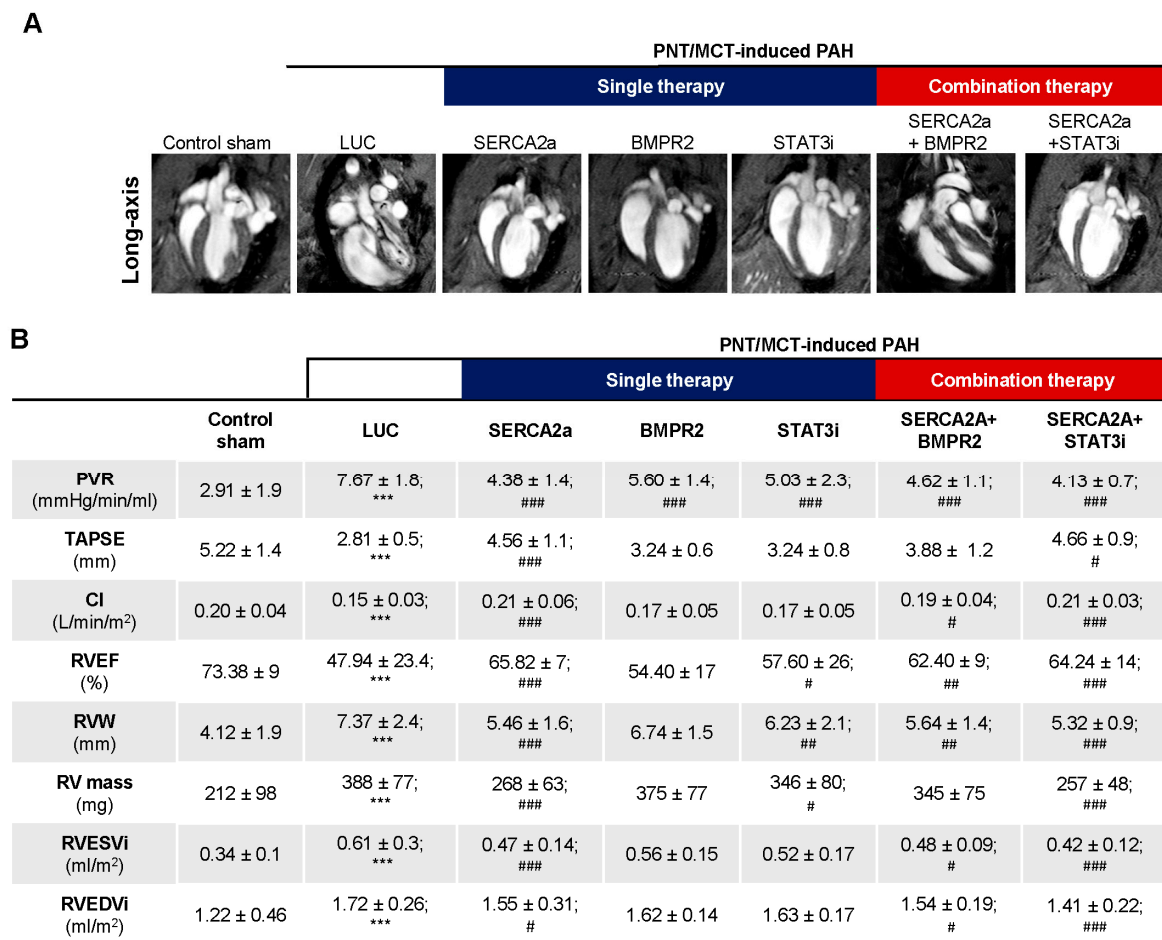 A
PNT/MCT-induced PAH
Single therapy
Combination therapy
Control sham
LUC
SERCA2a
BMPR2
STAT3i
SERCA2a
+ BMPR2
SERCA2a
+STAT3i
Long-axis
B
PNT/MCT-induced PAH
Single therapy
Combination therapy
Control
sham
LUC
SERCA2a
BMPR2
STAT3i
SERCA2A+
BMPR2
SERCA2A+
STAT3i
PVR
(mmHg/min/ml)
2.91 ± 1.9
7.67 ± 1.8;
***
4.38 ± 1.4;
###
5.60 ± 1.4;
###
5.03 ± 2.3;
###
4.62 ± 1.1;
###
4.13 ± 0.7;
###
TAPSE
(mm)
5.22 ± 1.4
2.81 ± 0.5;
***
4.56 ± 1.1;
###
3.24 ± 0.6
3.24 ± 0.8
3.88 ± 1.2
4.66 ± 0.9;
#
CI
(L/min/m²)
0.20 ± 0.04
0.15 ± 0.03;
***
0.21 ± 0.06;
###
0.17 ± 0.05
0.17 ± 0.05
0.19 ± 0.04;
#
0.21 ± 0.03;
###
RVEF
(%)
73.38 ± 9
47.94 ± 23.4;
***
65.82 ± 7;
###
54.40 ± 17
57.60 ± 26;
#
62.40 ± 9;
##
64.24 ± 14;
###
RVW
(mm)
4.12 ± 1.9
7.37 ± 2.4;
***
5.46 ± 1.6;
###
6.74 ± 1.5
6.23 ± 2.1;
##
5.64 ± 1.4;
##
5.32 ± 0.9;
###
RV mass
(mg)
212 ± 98
388 ± 77;
***
268 ± 63;
###
375 ± 77
346 ± 80;
#
345 ± 75
257 ± 48;
###
RVESVi
(ml/m²)
0.34 ± 0.1
0.61 ± 0.3;
***
0.47 ± 0.14;
###
0.56 ± 0.15
0.52 ± 0.17
0.48 ± 0.09;
#
0.42 ± 0.12;
###
RVEDVi
(ml/m²)
1.22 ± 0.46
1.72 ± 0.26;
***
1.55 ± 0.31;
#
1.62 ± 0.14
1.63 ± 0.17
1.54 ± 0.19;
#
1.41 ± 0.22;
###